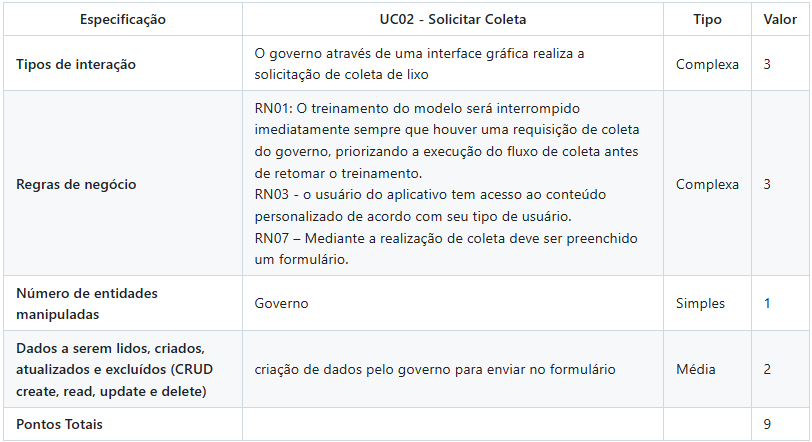 Especificação UC02 - Solicitar Coleta Tipo Valor
Tipos de interação
O governo através de uma interface gráfica realiza a
solicitação de coleta de lixo
Complexa 3
Regras de negócio
RN01: O treinamento do modelo será interrompido
imediatamente sempre que houver uma requisição de coleta
do governo, priorizando a execução do fluxo de coleta antes
de retomar o treinamento.
RN03 - o usuário do aplicativo tem acesso ao conteúdo
personalizado de acordo com seu tipo de usuário.
RN07 – Mediante a realização de coleta deve ser preenchido
um formulário.
Complexa 3
Número de entidades
manipuladas
Governo Simples 1
Dados a serem lidos, criados,
atualizados e excluídos (CRUD
create, read, update e delete)
criação de dados pelo governo para enviar no formulário Média 2
Pontos Totais 9